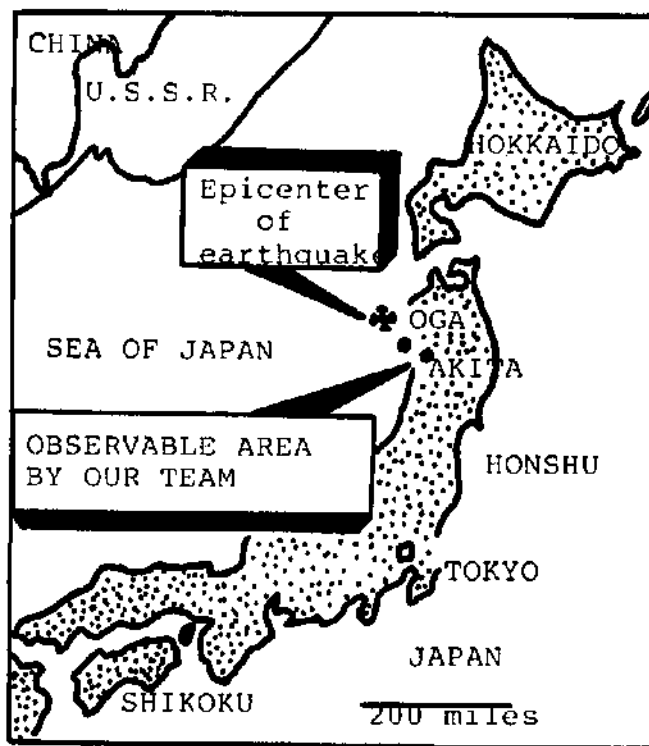 CHINA
U.S.S.R.
HOKKAIDO
Epicenter
of
earthquake
OGA
SEA OF JAPAN
AKITA
OBSERVABLE AREA
BY OUR TEAM
HONSHU
TOKYO
JAPAN
SHIKOKU
200 miles